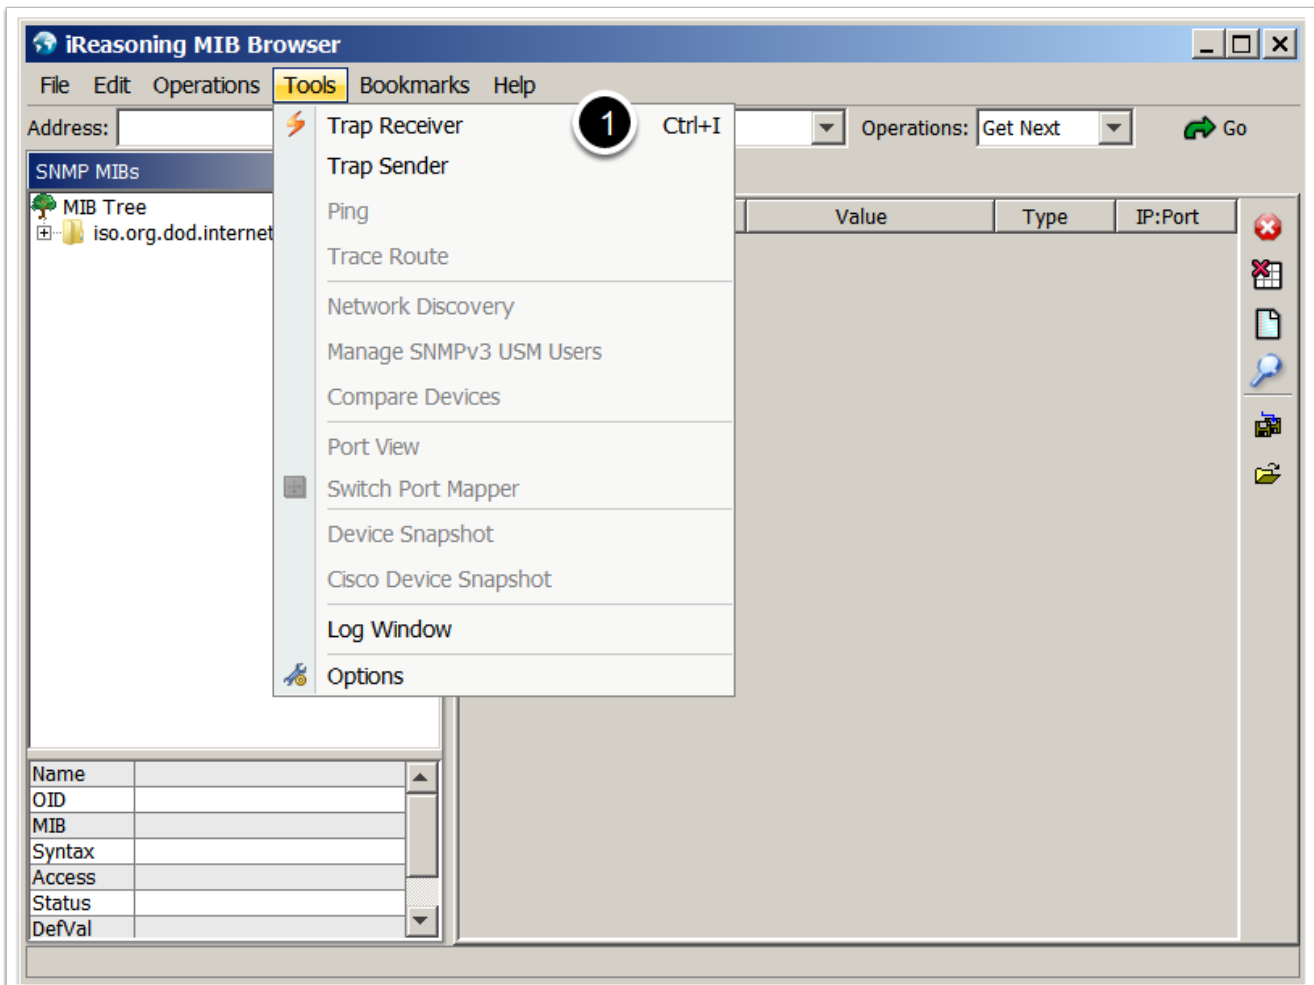 iReasoning MIB Browser
File Edit Operations Tools Bookmarks Help
Address:
Operations: Get Next Go
Trap Receiver 1 Ctrl+I
Trap Sender
Ping
Trace Route
Network Discovery
Manage SNMPv3 USM Users
Compare Devices
Port View
Switch Port Mapper
Device Snapshot
Cisco Device Snapshot
Log Window
Options
SNMP MIBs
MIB Tree
iso.org.dod.internet
Value Type IP:Port
Name
OID
MIB
Syntax
Access
Status
DefVal